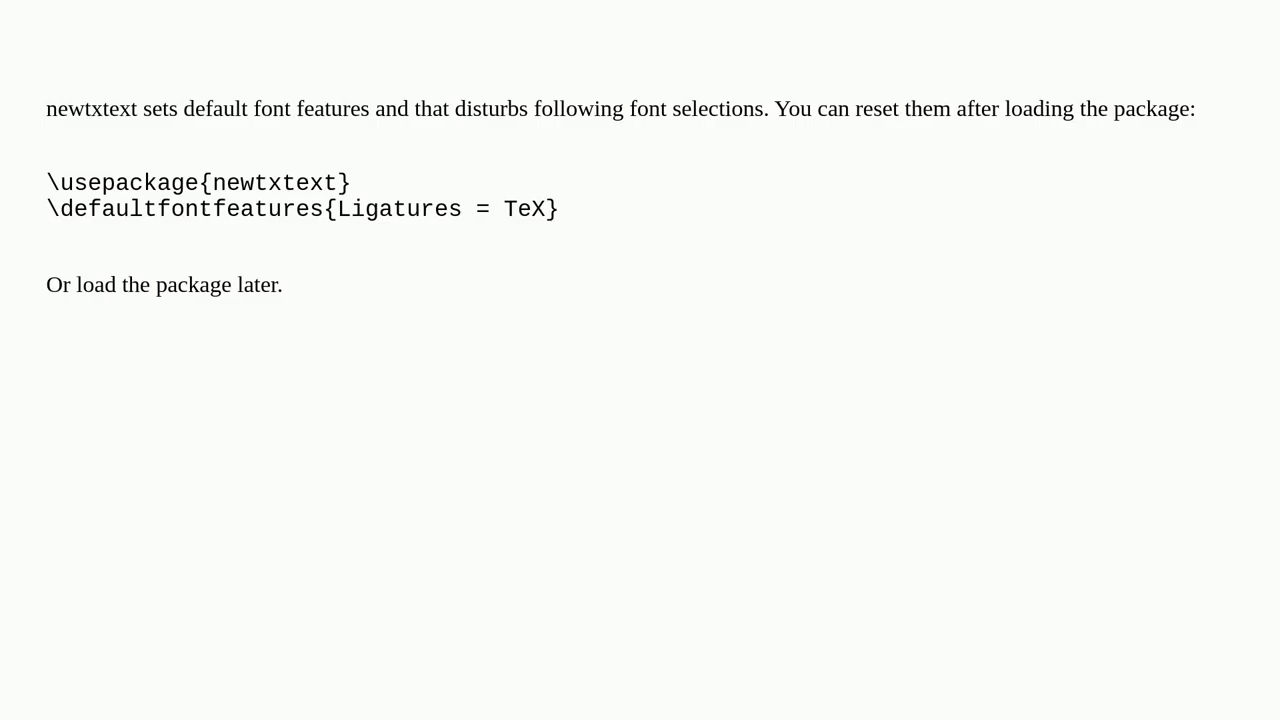 newtxtext sets default font features and that disturbs following font selections. You can reset them after loading the package:
\usepackage{newtxtext}
\defaultfontfeatures{Ligatures = TeX}
Or load the package later.